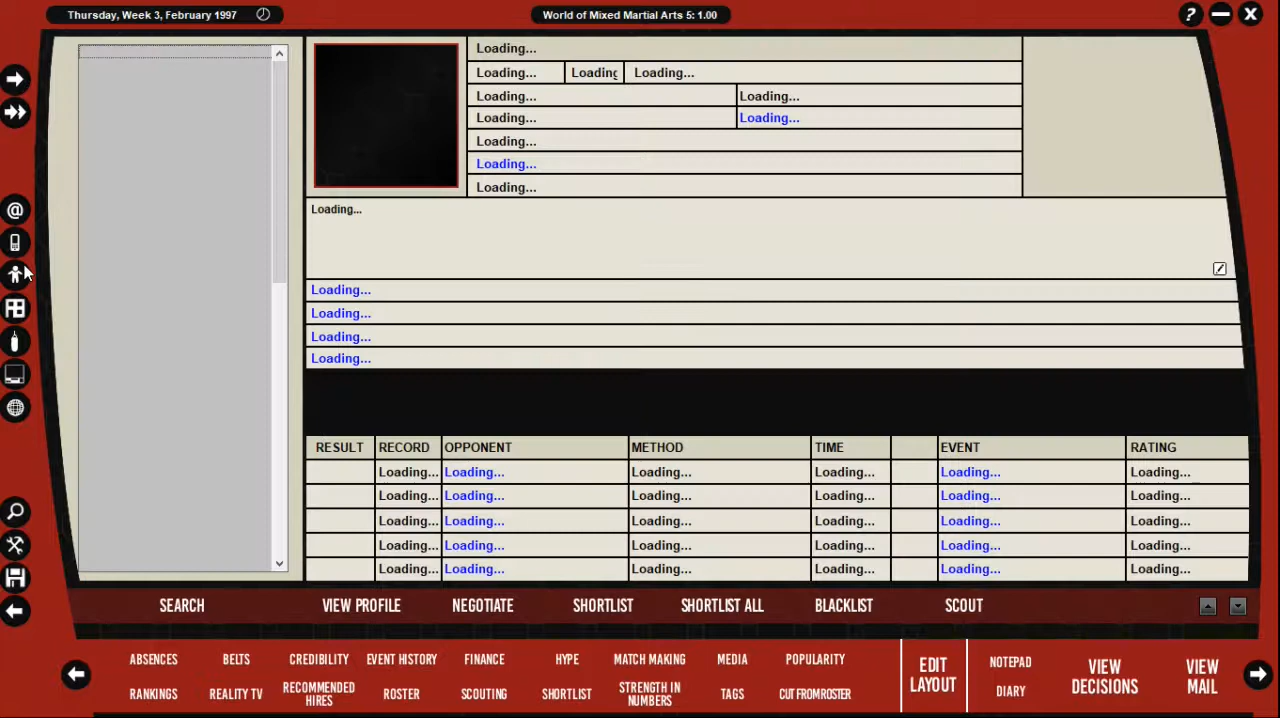 Thursday, Week 3, February 1997
World of Mixed Martial Arts 5: 1.00
?
X
Loading...
Loading... Loading Loading...
Loading... Loading...
Loading... Loading...
Loading...
Loading...
Loading...
Loading...
@
Loading...
Loading...
Loading...
Loading...
RESULT RECORD OPPONENT METHOD TIME EVENT RATING
Loading... Loading... Loading... Loading... Loading... Loading...
Loading... Loading... Loading... Loading... Loading... Loading...
Loading... Loading... Loading... Loading... Loading... Loading...
Loading... Loading... Loading... Loading... Loading... Loading...
Loading... Loading... Loading... Loading... Loading... Loading...
SEARCH VIEW PROFILE NEGOTIATE SHORTLIST SHORTLIST ALL BLACKLIST SCOUT
ABSENCES BELTS CREDIBILITY EVENT HISTORY FINANCE HYPE MATCH MAKING MEDIA POPULARITY
RANKINGS REALITY TV RECOMMENDED HIRES ROSTER SCOUTING SHORTLIST STRENGTH IN NUMBERS TAGS CUT FROM ROSTER
EDIT LAYOUT
NOTEPAD
DIARY
VIEW DECISIONS
VIEW MAIL